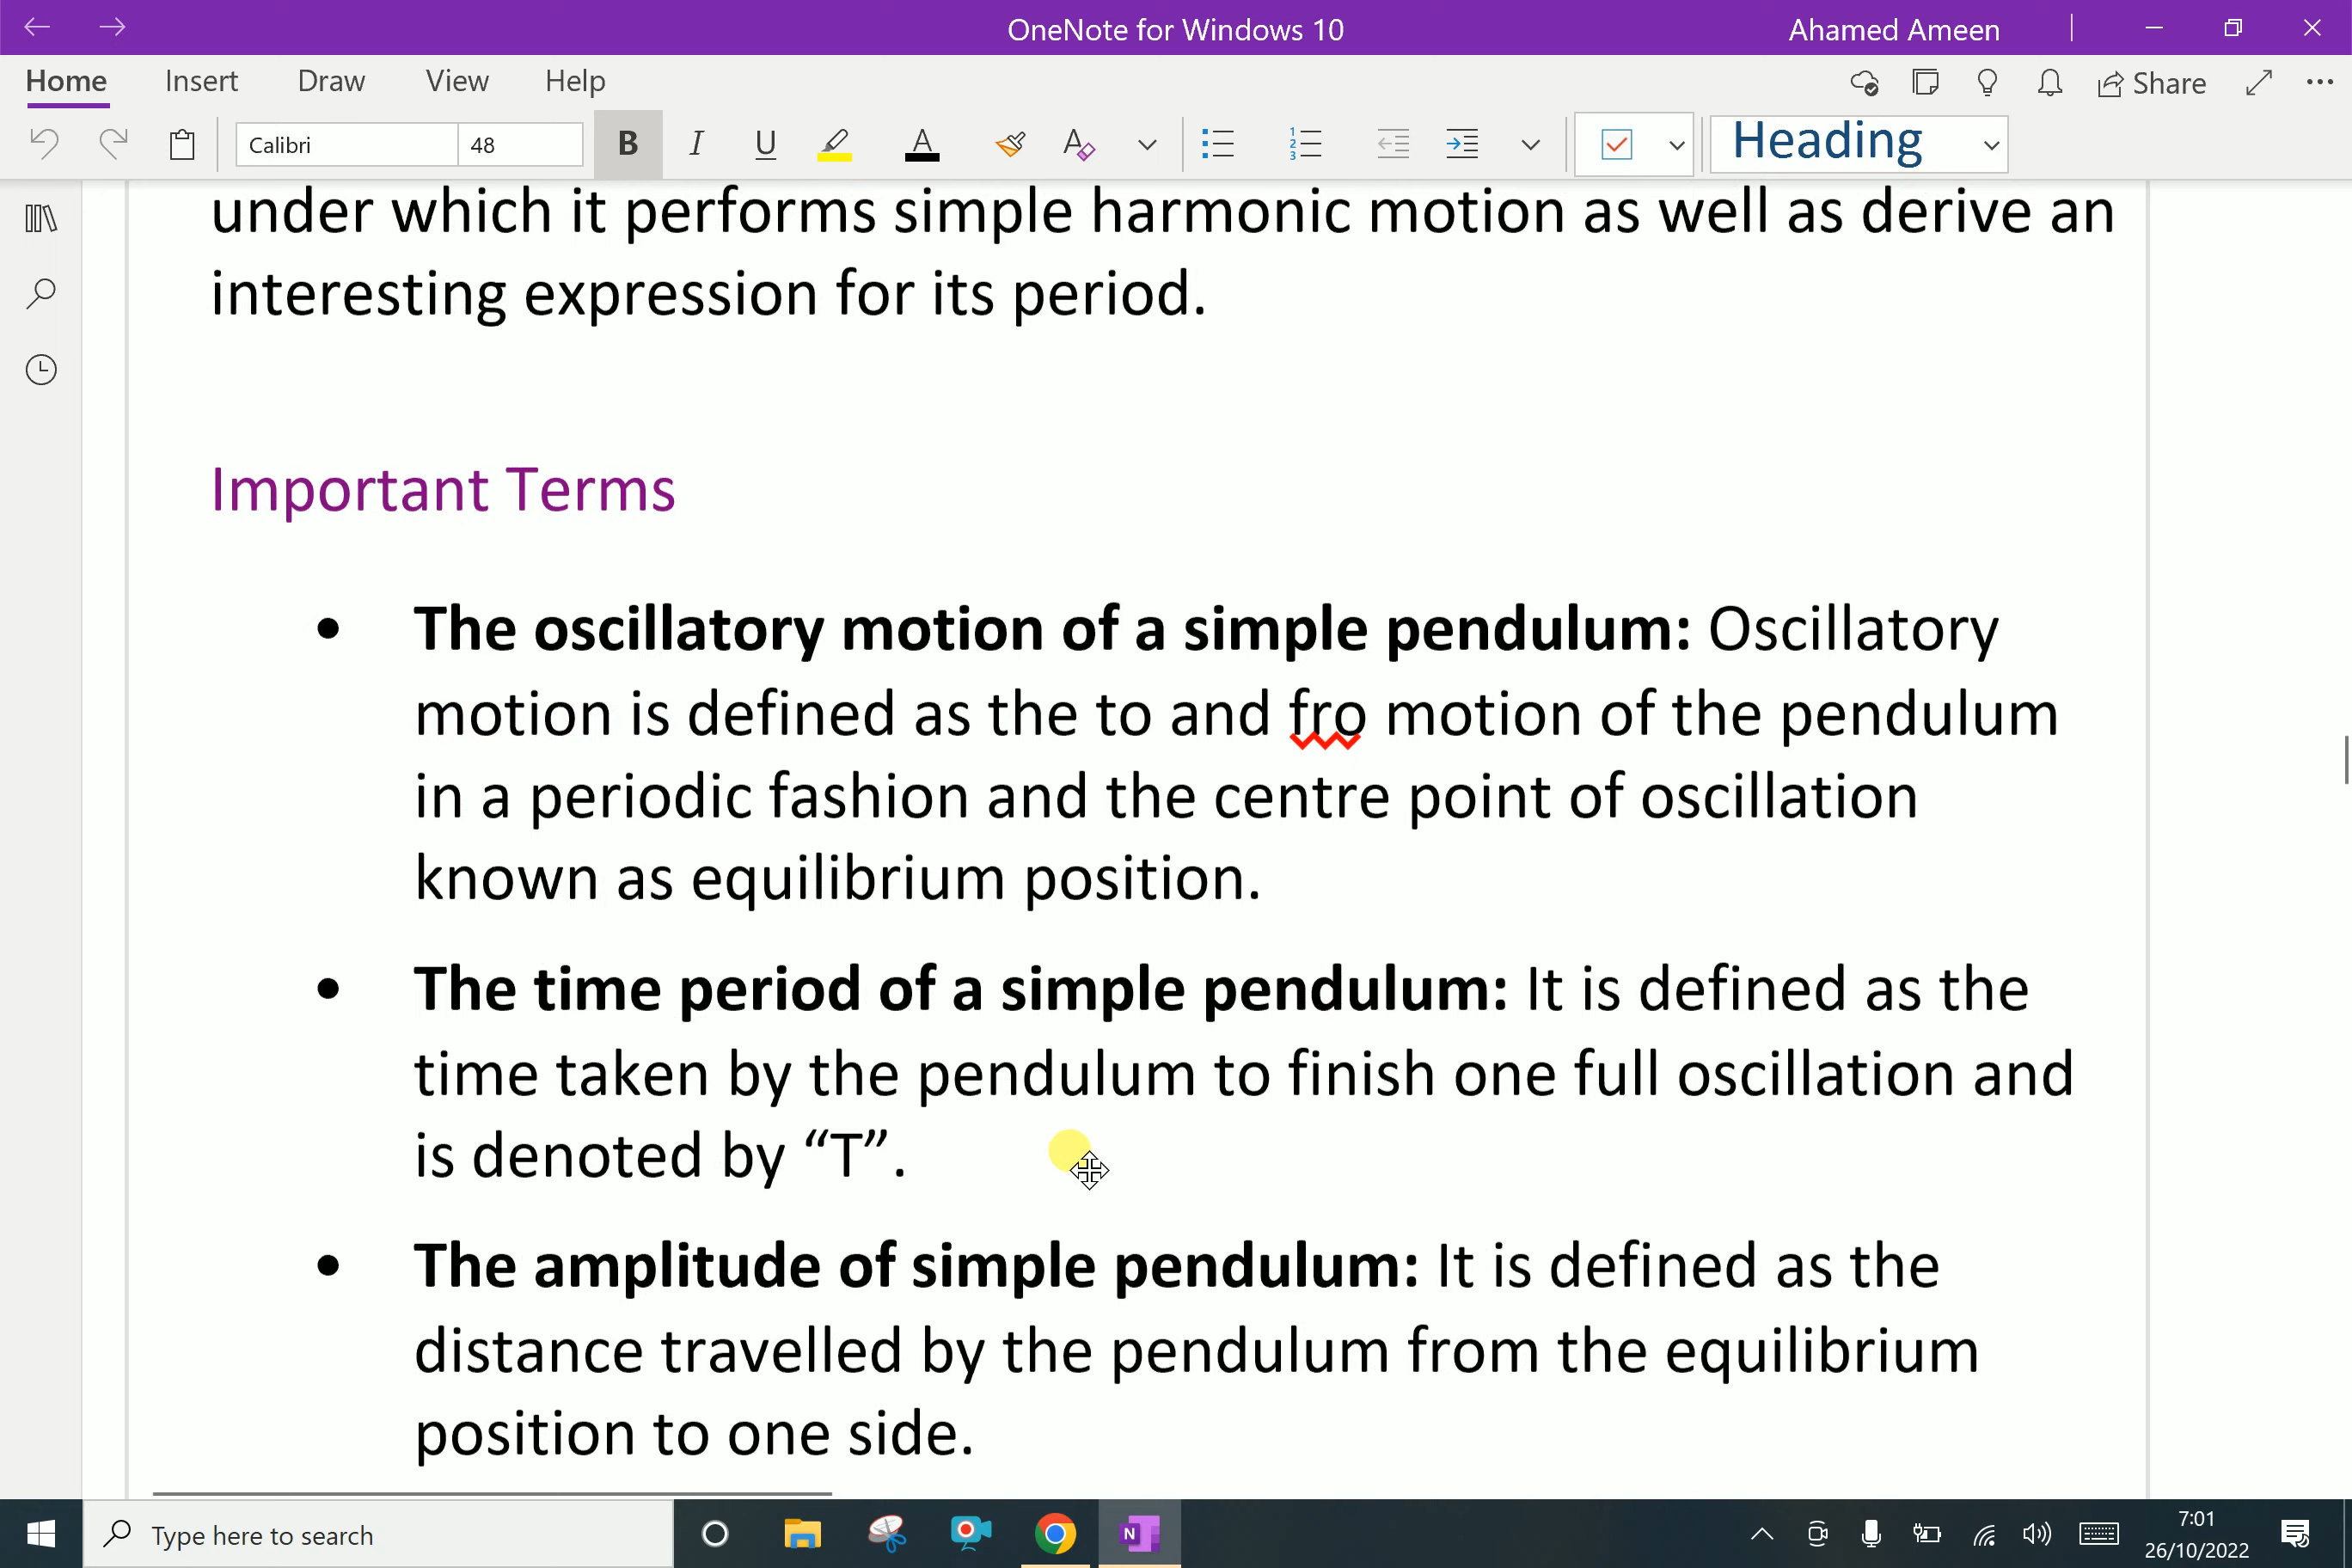 OneNote for Windows 10
Ahamed Ameen
Home Insert Draw View Help
Share
Calibri 48 B I U A A Heading
under which it performs simple harmonic motion as well as derive an
interesting expression for its period.
Important Terms
• The oscillatory motion of a simple pendulum: Oscillatory
motion is defined as the to and fro motion of the pendulum
in a periodic fashion and the centre point of oscillation
known as equilibrium position.
• The time period of a simple pendulum: It is defined as the
time taken by the pendulum to finish one full oscillation and
is denoted by “T”.
• The amplitude of simple pendulum: It is defined as the
distance travelled by the pendulum from the equilibrium
position to one side.
Type here to search
N
7:01
26/10/2022